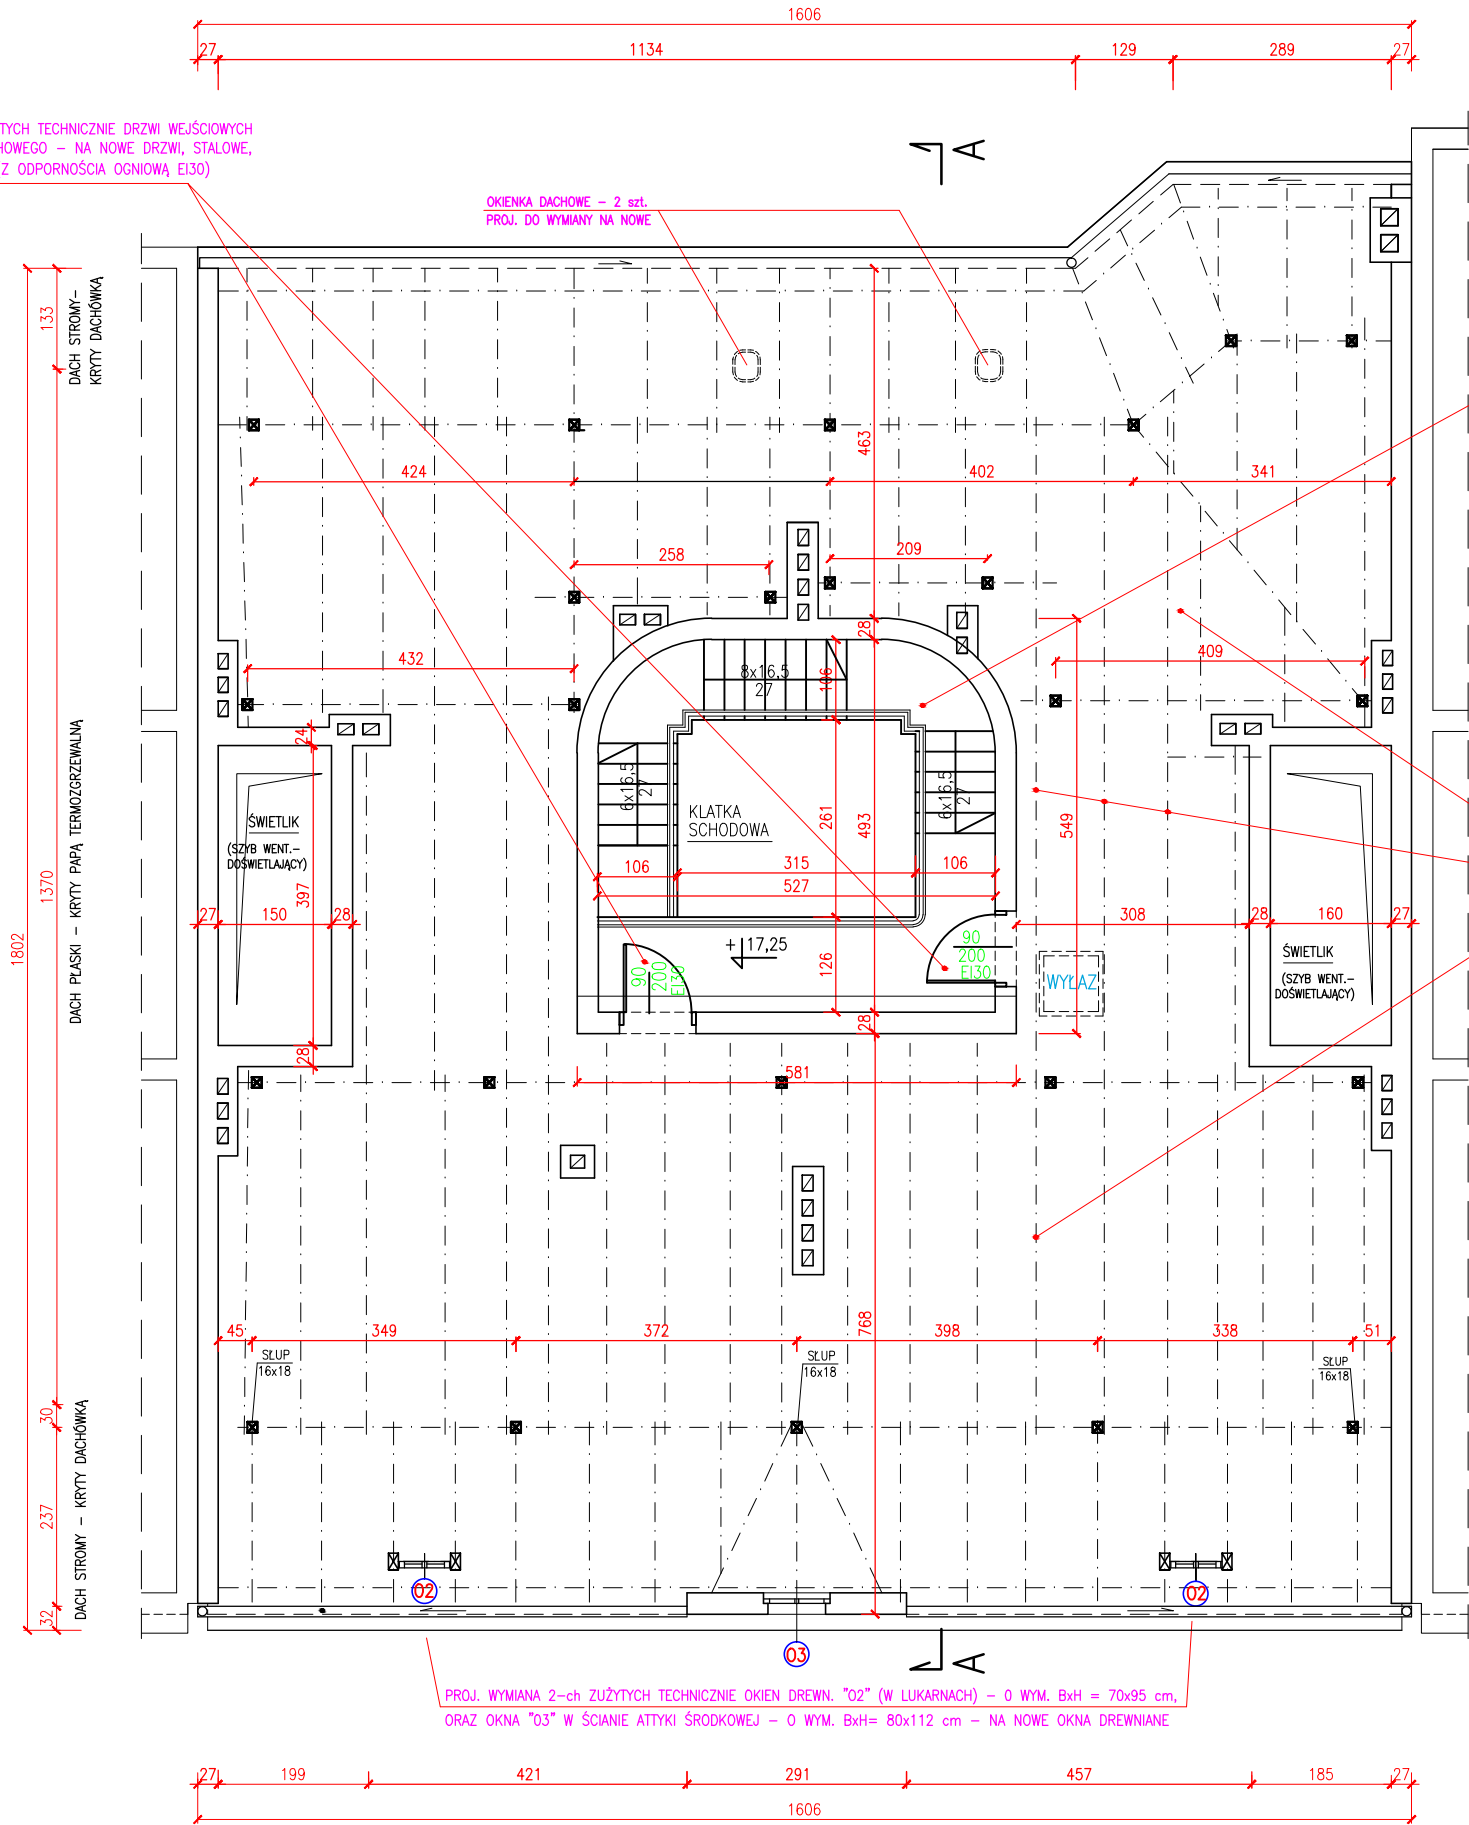 1606
27
1134
129
289
27
TYCH TECHNICZNIE DRZWI WEJŚCIOWYCH
HOWEGO – NA NOWE DRZWI, STALOWE,
Z ODPORNOŚCIA OGNIOWĄ EI30)
A
OKIENKA DACHOWE – 2 szt.
PROJ. DO WYMIANY NA NOWE
133
DACH STROMY–
KRYTY DACHÓWKĄ
463
424
402
341
258
209
28
432
409
8x16,5
27
106
24
DACH PŁASKI – KRYTY PAPĄ TERMOZGRZEWALNĄ
6x16,5
27
6x16,5
27
KLATKA
SCHODOWA
261
493
549
ŚWIETLIK
(SZYB WENT.–
DOŚWIETLAJĄCY)
397
1370
1802
106
315
106
527
27
150
28
308
28
160
27
+17,25
126
90
200
EI30
90
200
EI30
WYŁAZ
ŚWIETLIK
(SZYB WENT.–
DOŚWIETLAJĄCY)
28
28
581
768
45
349
372
398
338
51
SŁUP
16x18
SŁUP
16x18
SŁUP
16x18
30
237
32
DACH STROMY – KRYTY DACHÓWKĄ
02
02
03
A
PROJ. WYMIANA 2–ch ZUŻYTYCH TECHNICZNIE OKIEN DREWN. "02" (W LUKARNACH) – O WYM. BxH = 70x95 cm,
ORAZ OKNA "03" W ŚCIANIE ATTYKI ŚRODKOWEJ – O WYM. BxH= 80x112 cm – NA NOWE OKNA DREWNIANE
27
199
421
291
457
185
27
1606